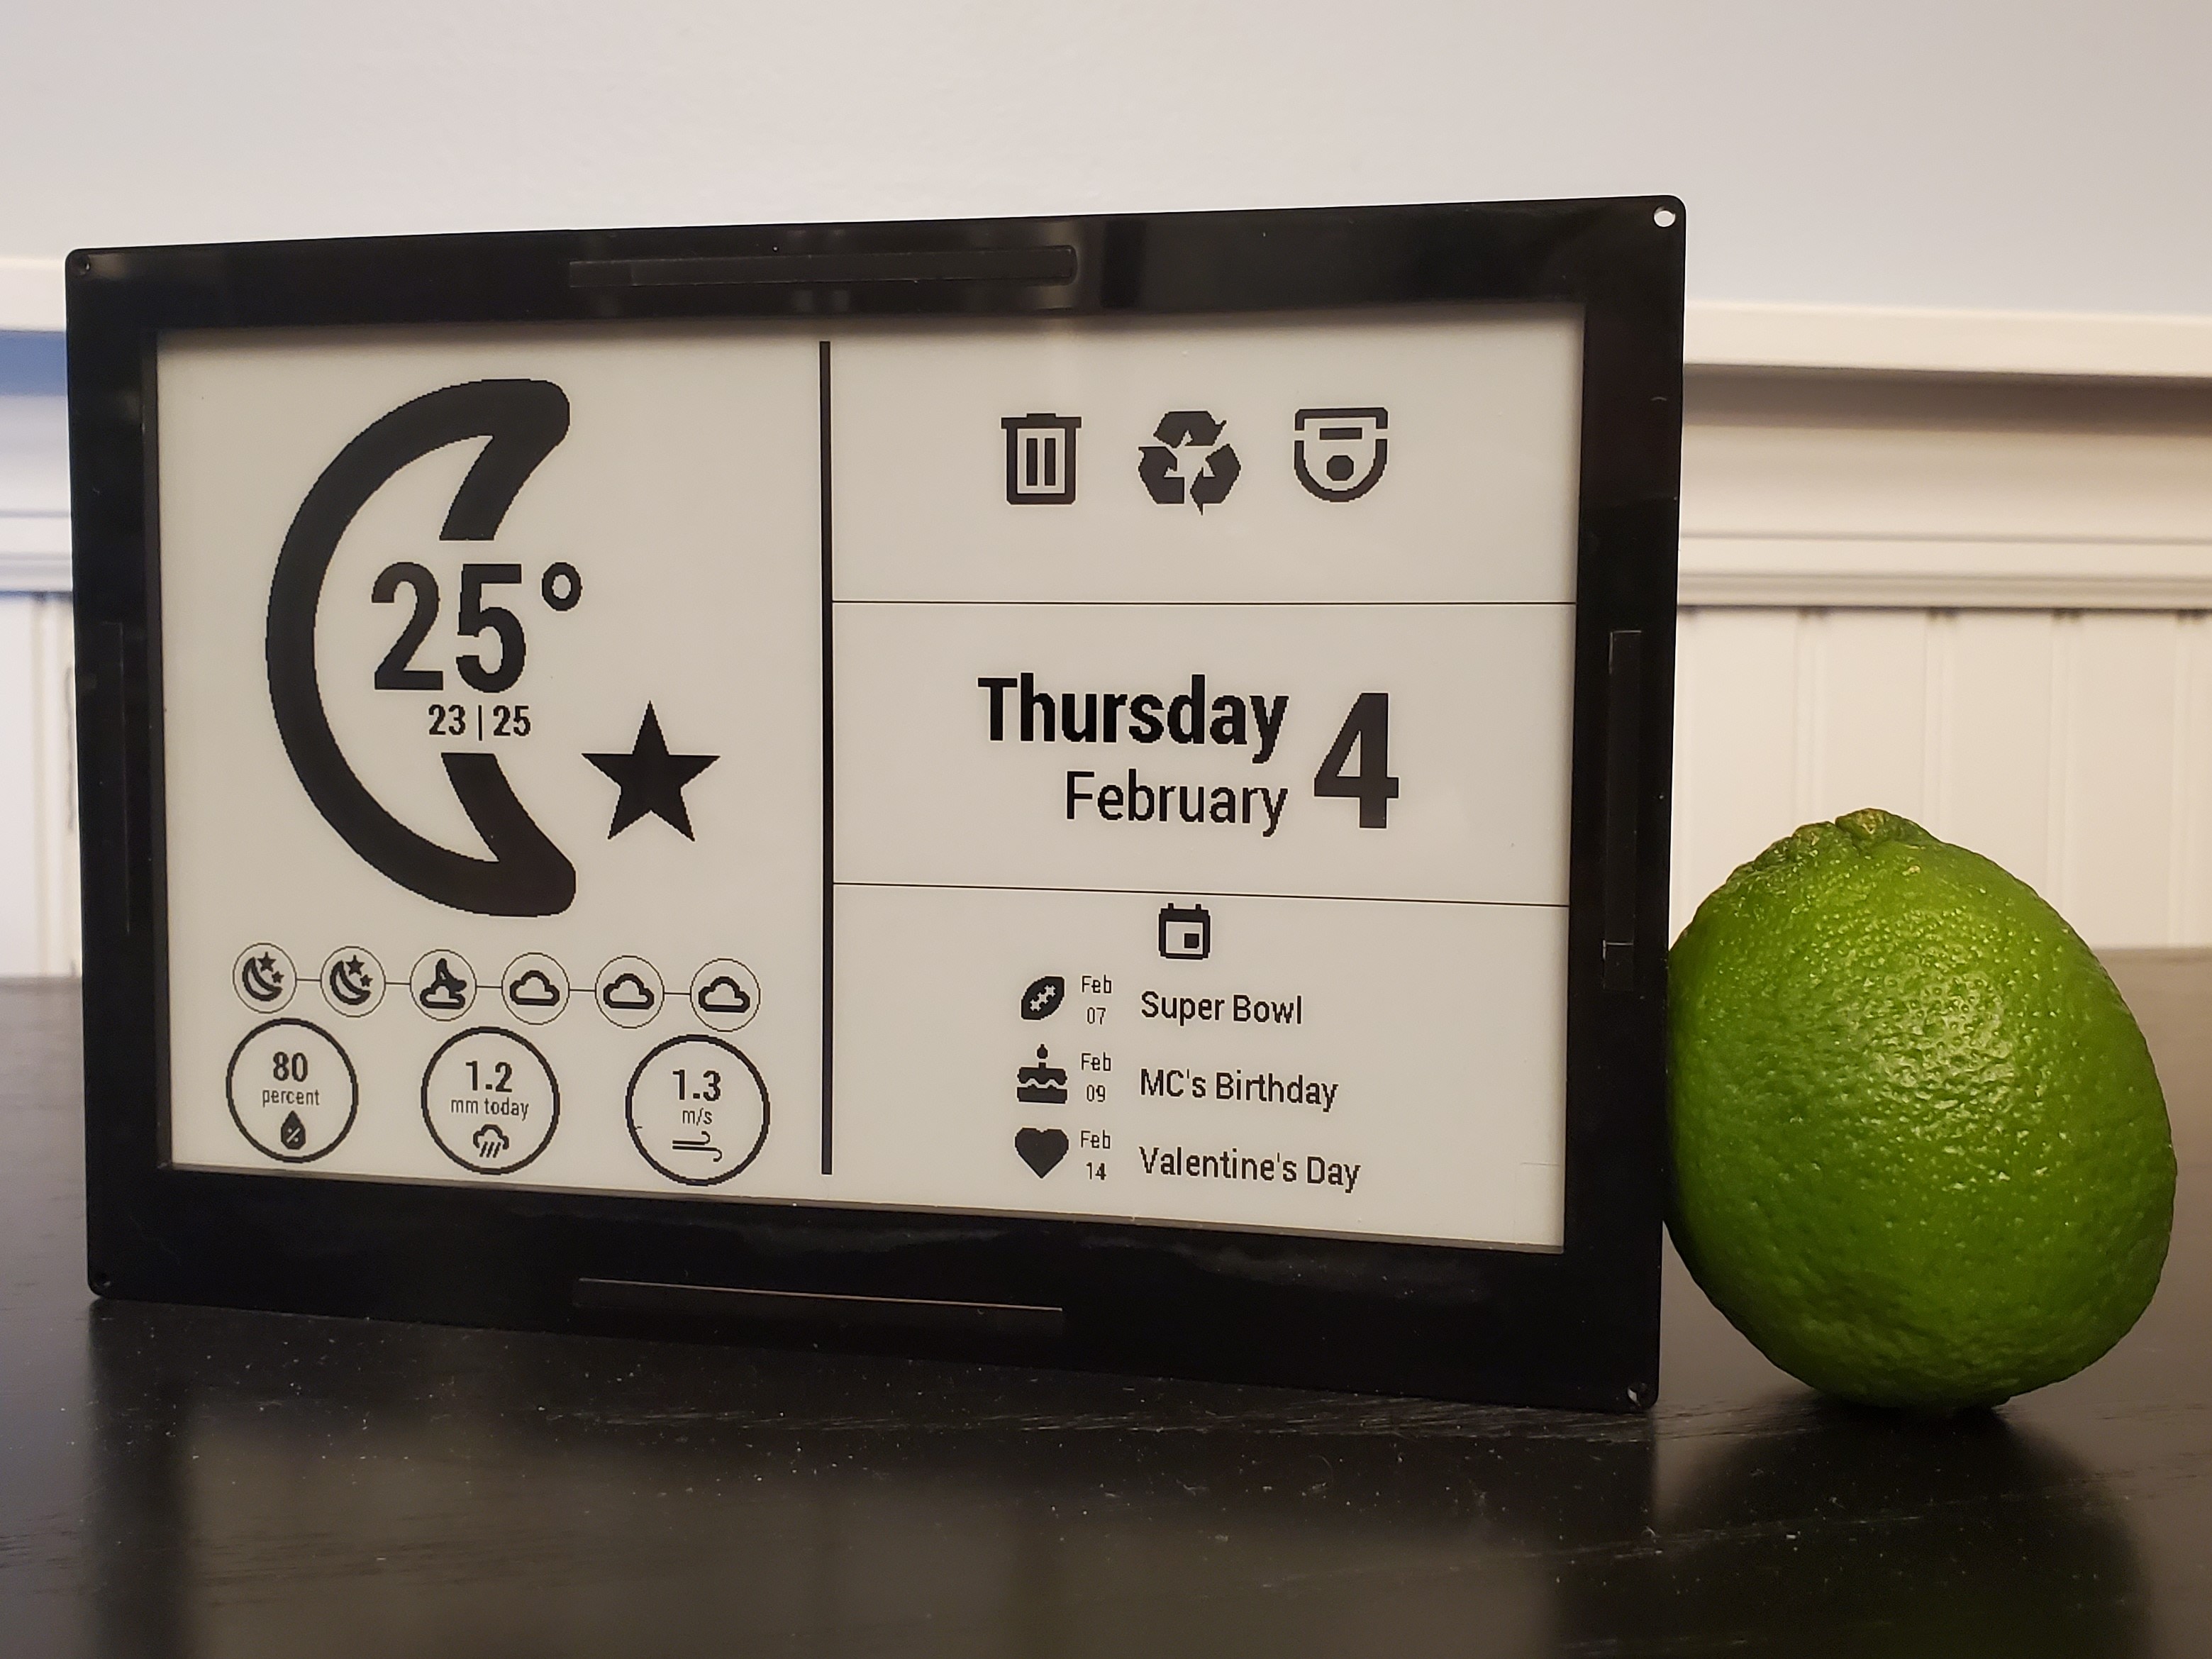 25°
23 | 25
80
percent
1.2
mm today
1.3
m/s
Thursday 4
February
Feb
07
Super Bowl
Feb
09
MC's Birthday
Feb
14
Valentine's Day